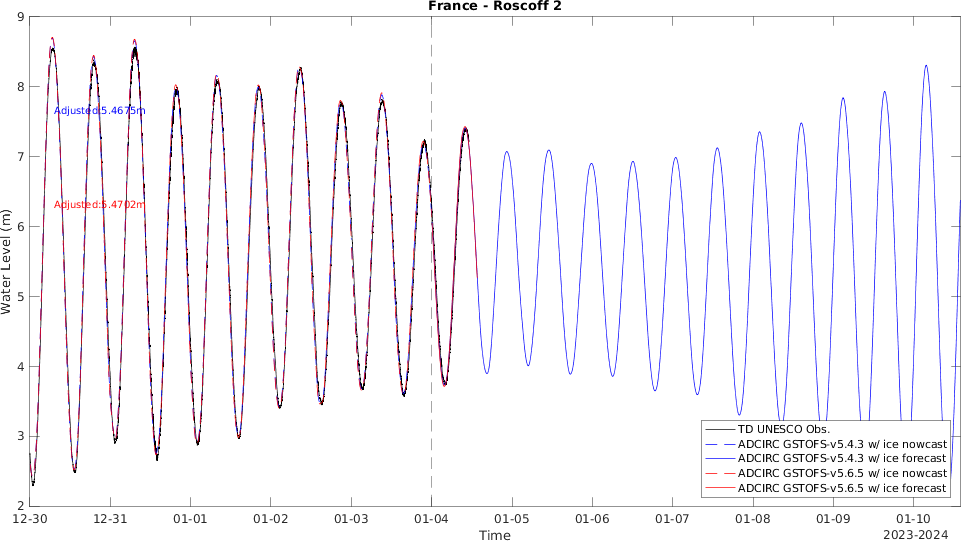 France - Roscoff 2
9
8
7
6
5
4
3
2
Water Level (m)
Adjusted:5.4675m
Adjusted:5.4702m
TD UNESCO Obs.
ADCIRC GSTOFS-v5.4.3 w/ ice nowcast
ADCIRC GSTOFS-v5.4.3 w/ ice forecast
ADCIRC GSTOFS-v5.6.5 w/ ice nowcast
ADCIRC GSTOFS-v5.6.5 w/ ice forecast
12-30 12-31 01-01 01-02 01-03 01-04 01-05 01-06 01-07 01-08 01-09 01-10
Time
2023-2024